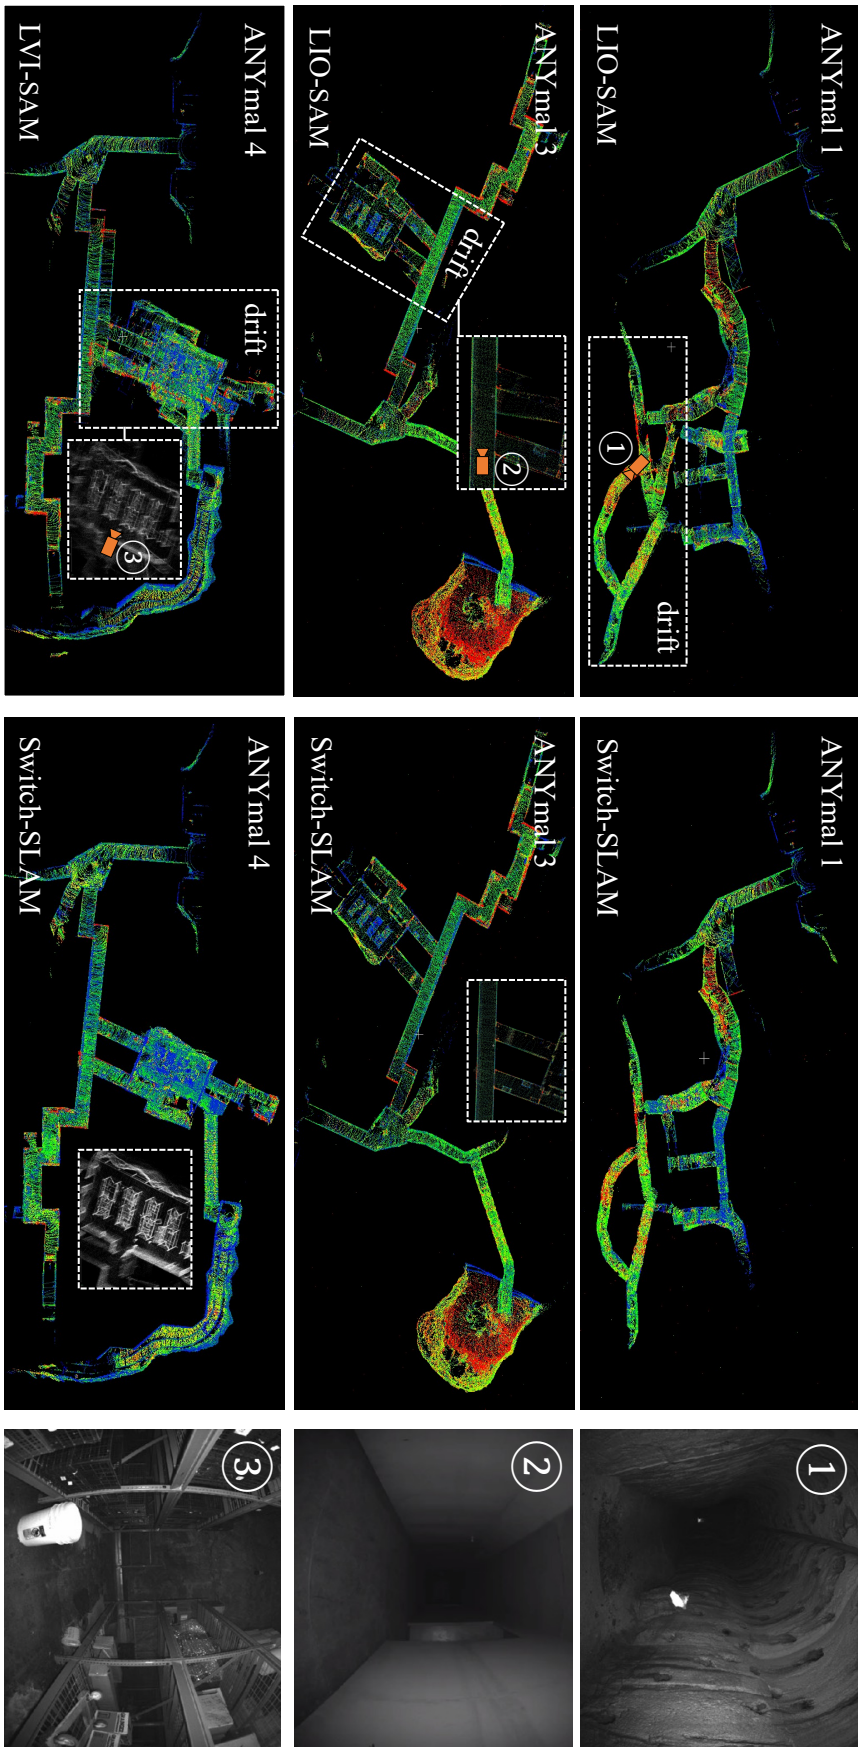 ANYmal 1
drift
①
LIO-SAM
ANYmal 1
Switch-SLAM
①
ANYmal 3
drift
②
LIO-SAM
ANYmal 3
Switch-SLAM
②
ANYmal 4
drift
③
LVI-SAM
ANYmal 4
Switch-SLAM
③